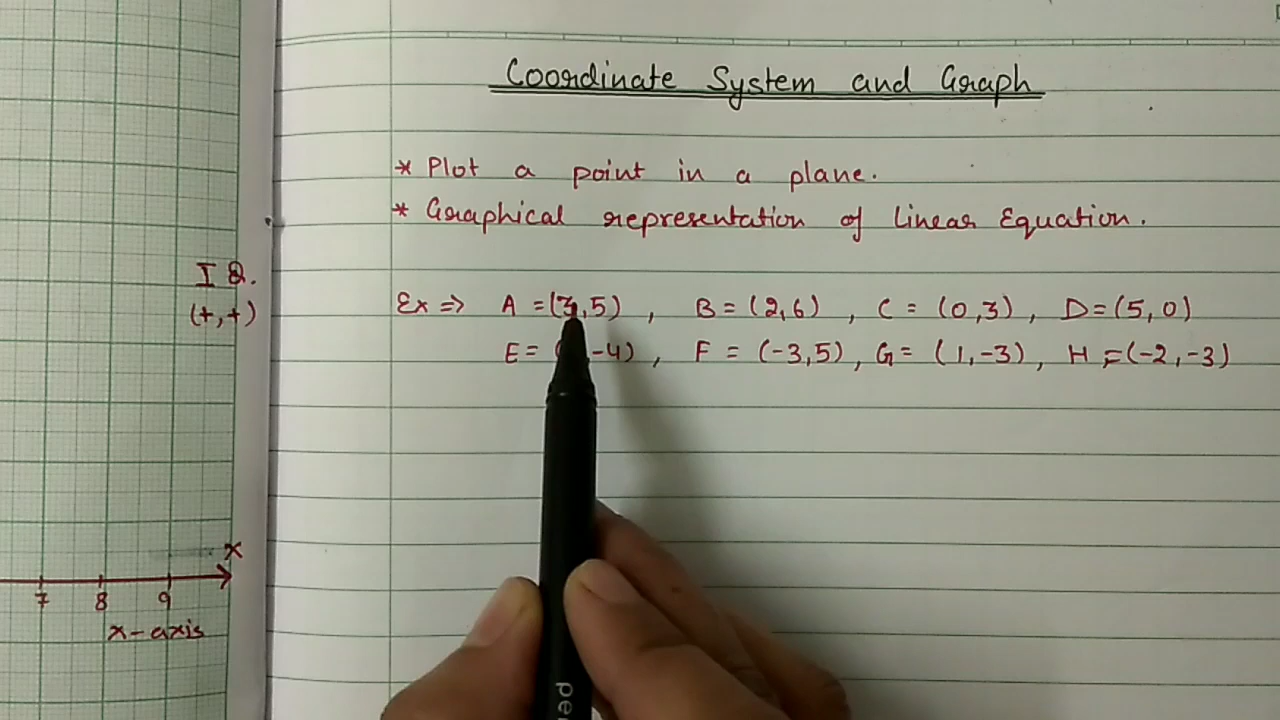 Coordinate System and Graph
* Plot a point in a plane.
* Graphical representation of linear Equation.
I Q.
(+,+)
Ex => A = (3,5) , B = (2,6) , C = (0,3) , D = (5,0)
E = -4) , F = (-3,5) , G = (1,-3) , H = (-2,-3)
x
7 8 9
x-axis